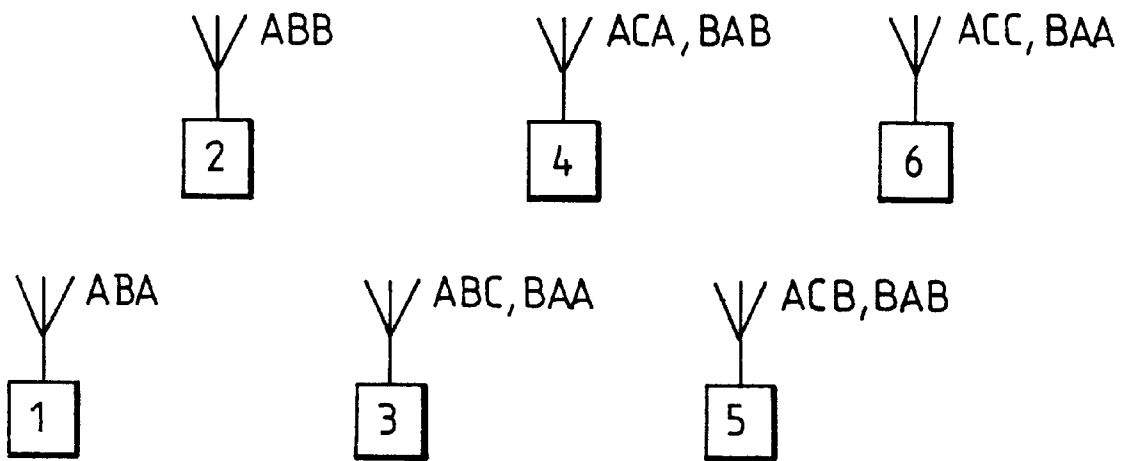 ABB
ACA, BAB
ACC, BAA
2
4
6
ABA
ABC, BAA
ACB, BAB
1
3
5